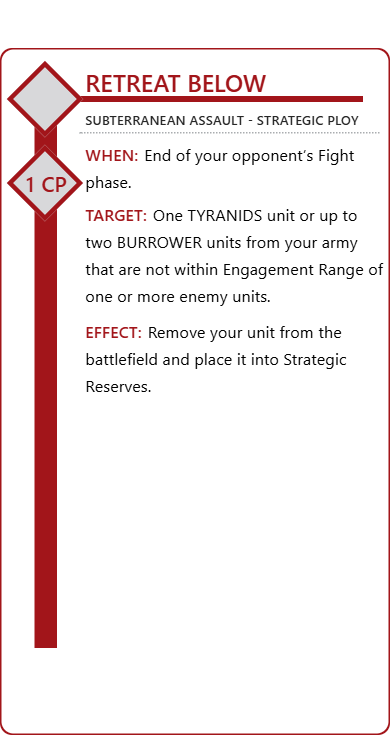 RETREAT BELOW
SUBTERRANEAN ASSAULT - STRATEGIC PLOY
1 CP
WHEN: End of your opponent's Fight
phase.
TARGET: One TYRANIDS unit or up to
two BURROWER units from your army
that are not within Engagement Range of
one or more enemy units.
EFFECT: Remove your unit from the
battlefield and place it into Strategic
Reserves.